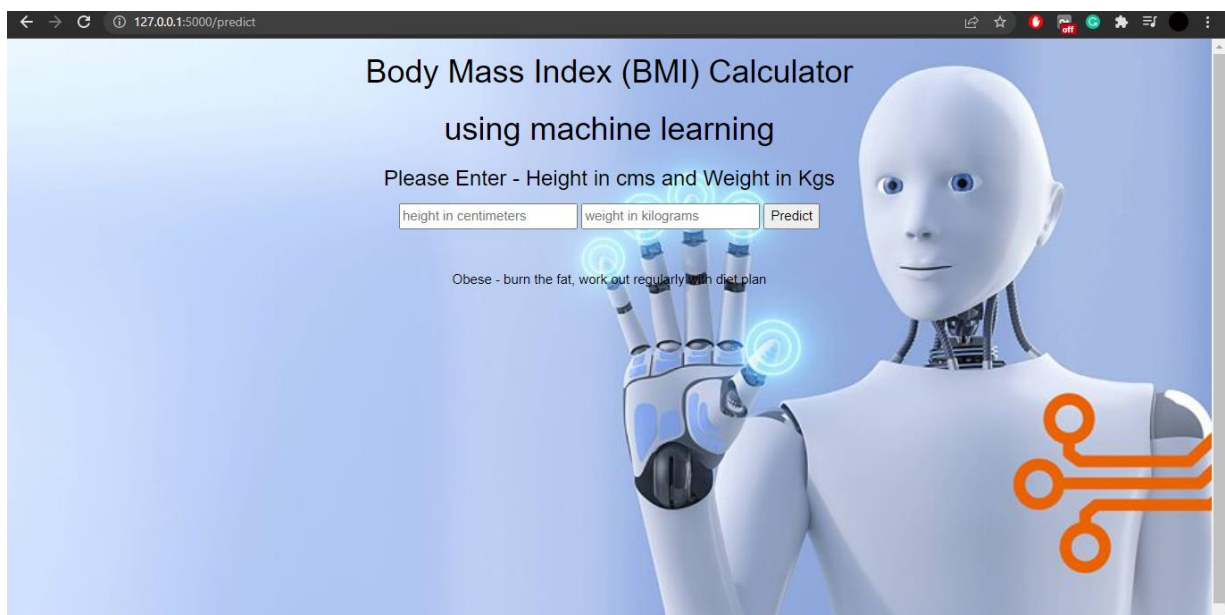 127.0.0.1:5000/predict
off
Body Mass Index (BMI) Calculator
using machine learning
Please Enter - Height in cms and Weight in Kgs
height in centimeters weight in kilograms Predict
Obese - burn the fat, work out regularly with diet plan